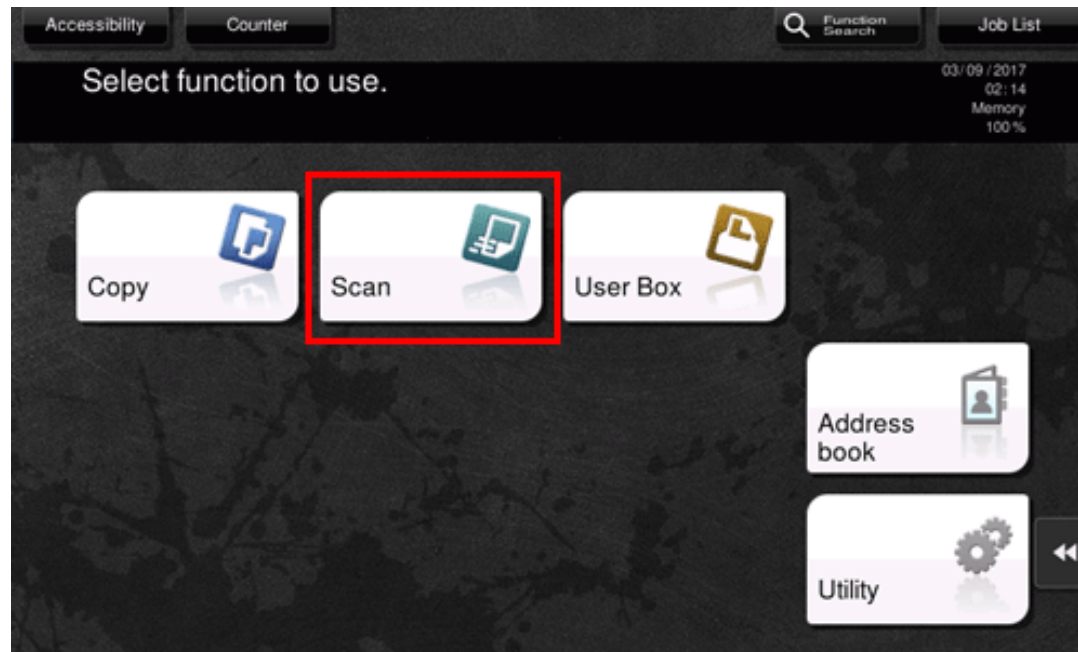 Accessibility
Counter
Function
Search
Job List
Select function to use.
03/09/2017
02:14
Memory
100%
Copy
Scan
User Box
Address
book
Utility